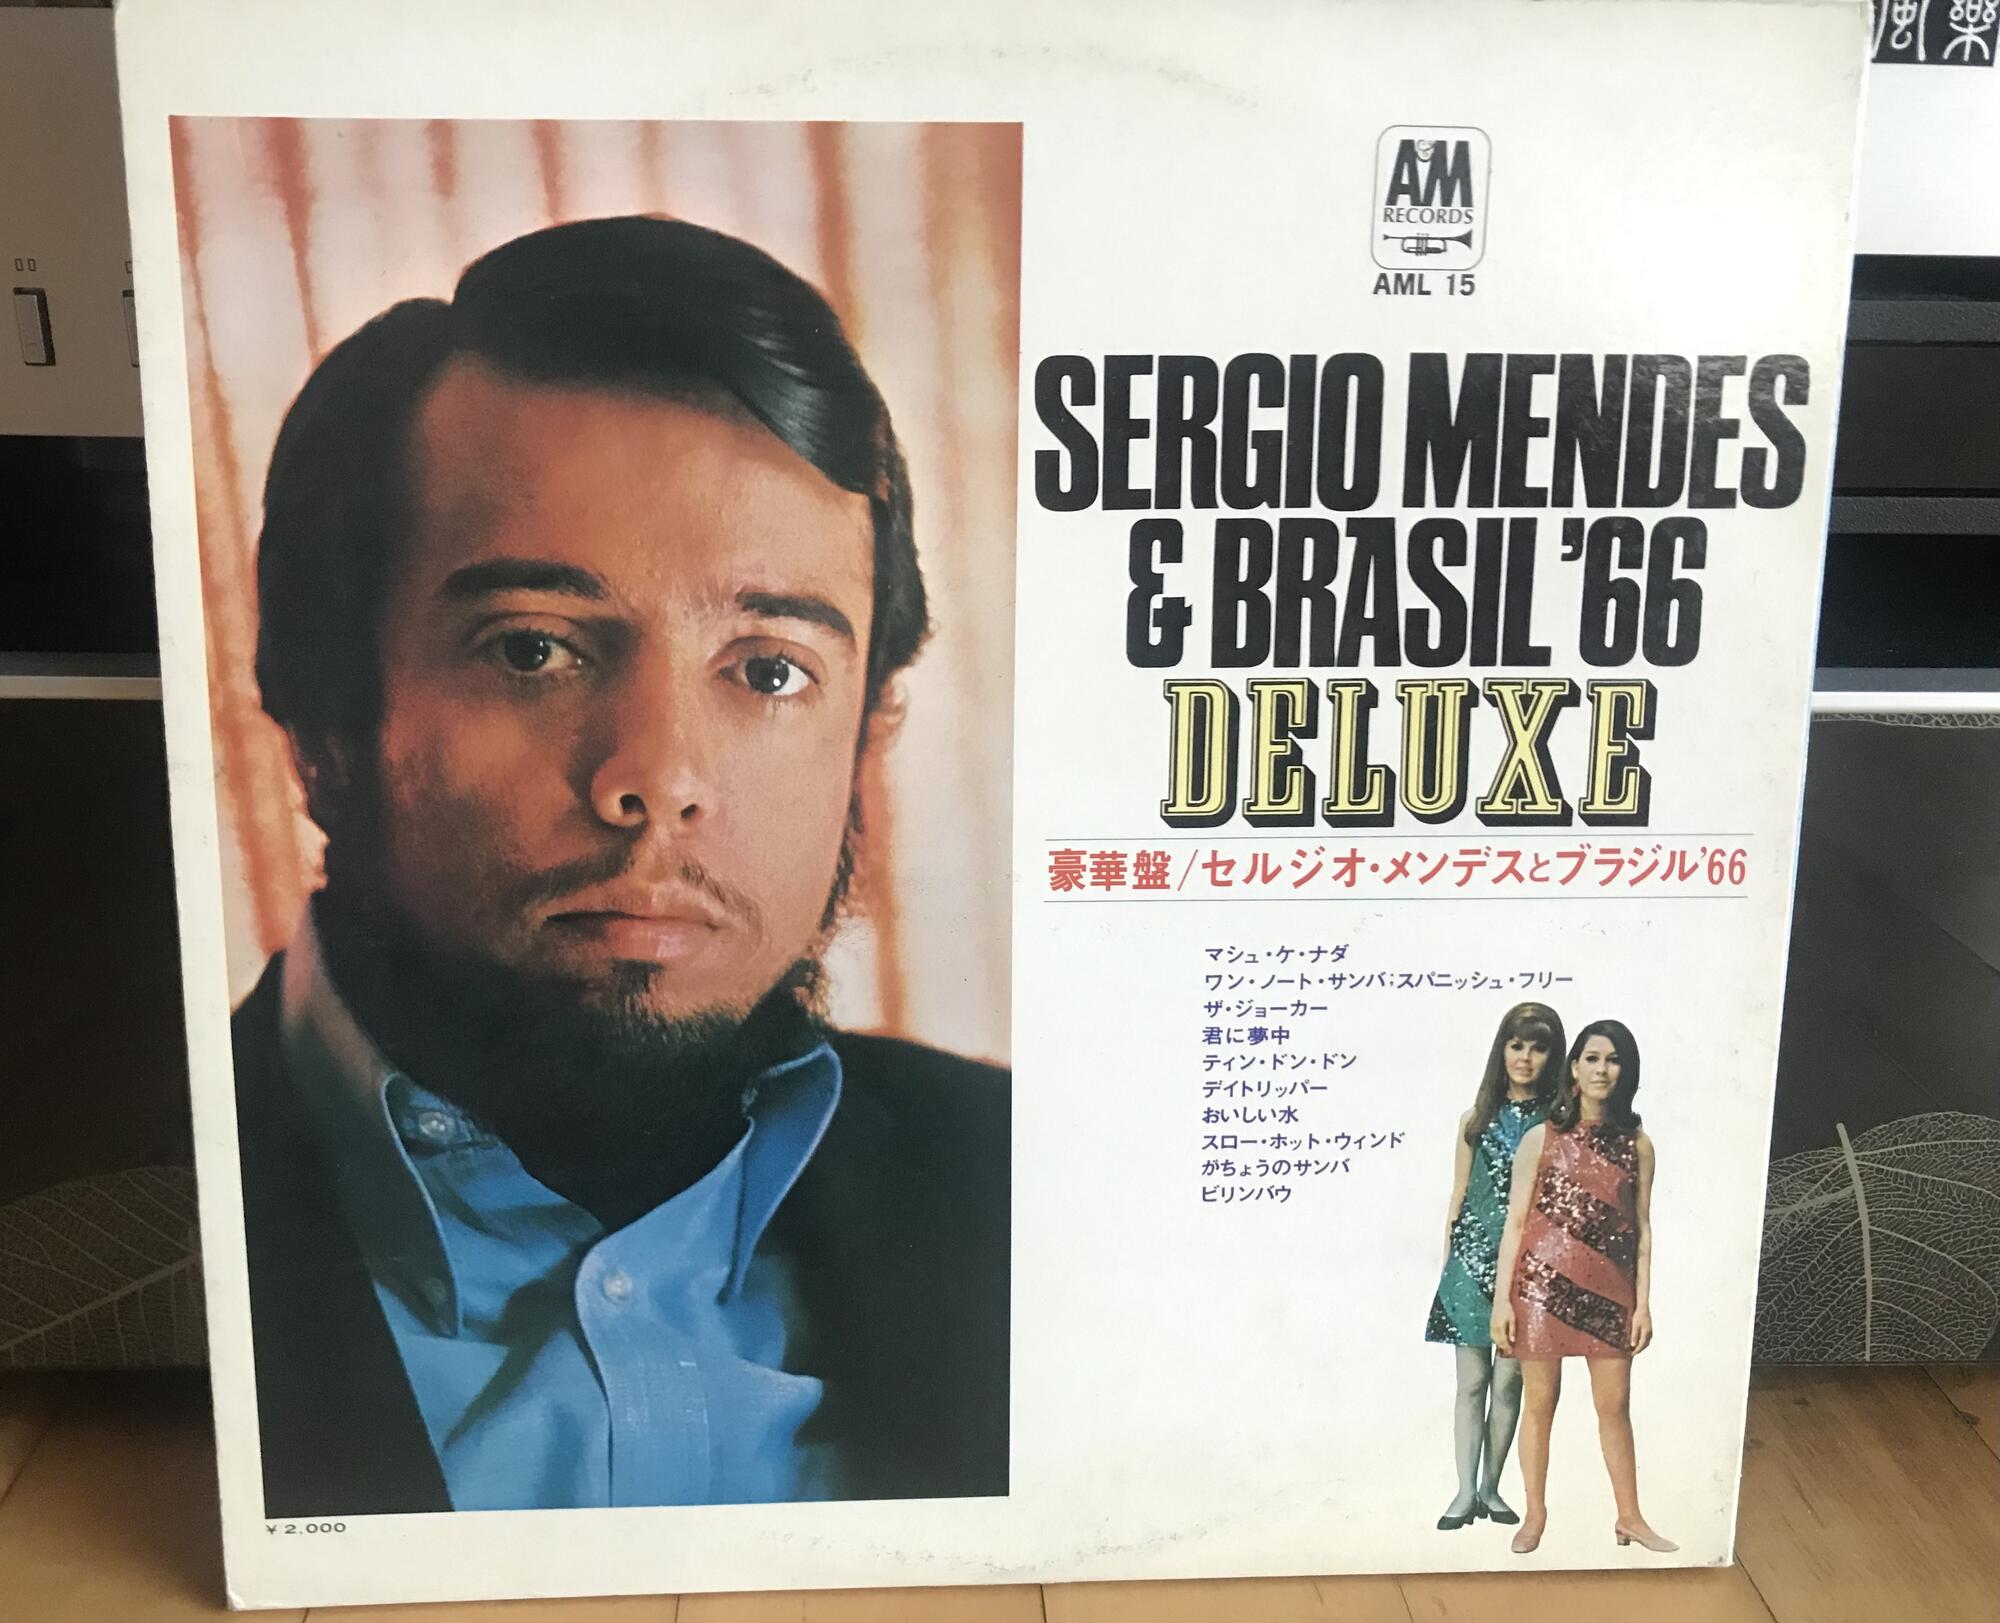 風樂
A&M
RECORDS
AML 15
SERGIO MENDES
& BRASIL '66
DELUXE
豪華盤/セルジオ・メンデスとブラジル'66
マシュ・ケ・ナダ
ワン・ノート・サンバ;スパニッシュ・フリー
ザ・ジョーカー
君に夢中
ティン・ドン・ドン
デイトリッパー
おいしい水
スロー・ホット・ウィンド
がちょうのサンバ
ビリンバウ
¥2,000